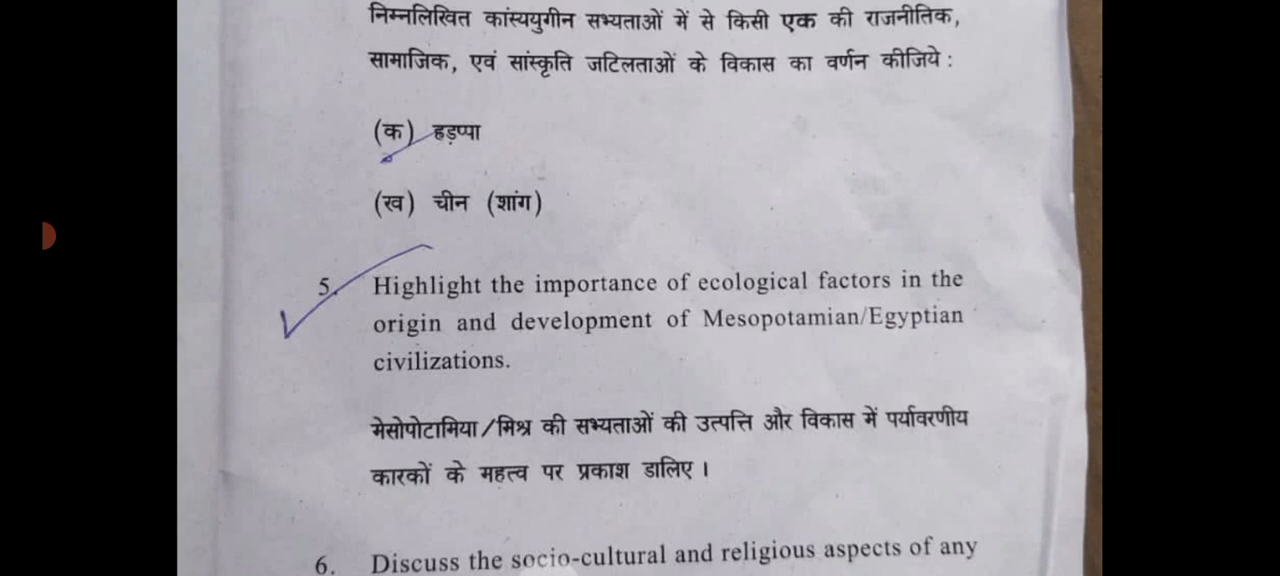 निम्नलिखित कांस्ययुगीन सभ्यताओं में से किसी एक की राजनीतिक,
सामाजिक, एवं सांस्कृति जटिलताओं के विकास का वर्णन कीजिये :
(क) हड़प्पा
(ख) चीन (शांग)
5. Highlight the importance of ecological factors in the
origin and development of Mesopotamian/Egyptian
civilizations.
मेसोपोटामिया/मिश्र की सभ्यताओं की उत्पत्ति और विकास में पर्यावरणीय
कारकों के महत्व पर प्रकाश डालिए ।
6. Discuss the socio-cultural and religious aspects of any